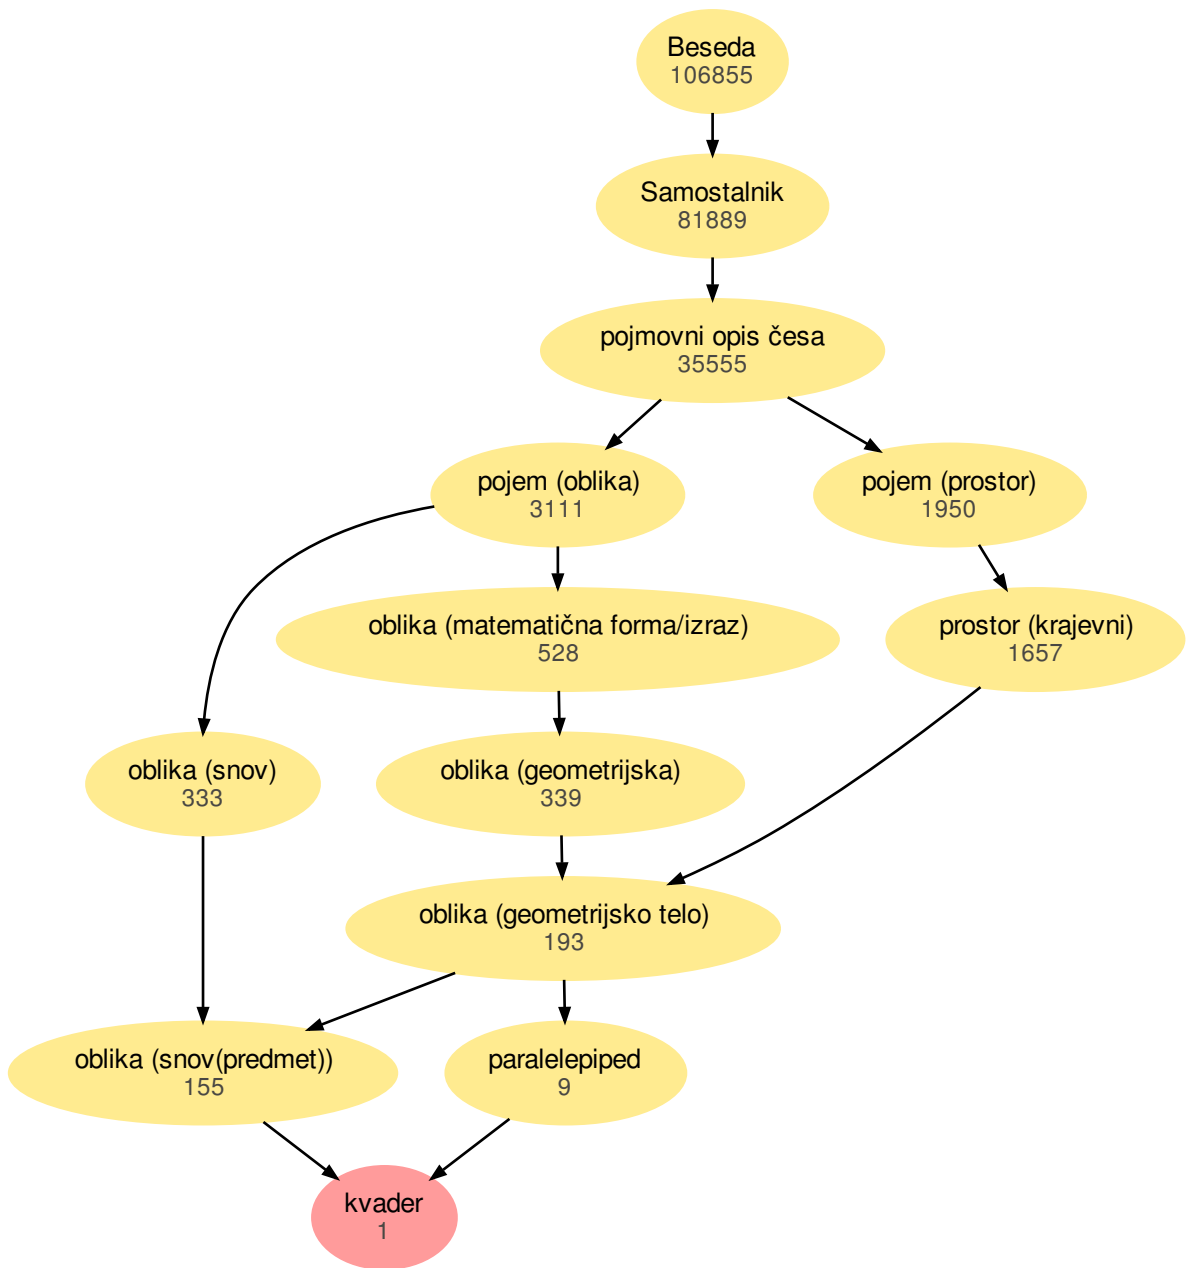 Beseda
106855
Samostalnik
81889
pojmovni opis česa
35555
pojem (oblika)
3111
pojem (prostor)
1950
oblika (matematična forma/izraz)
528
prostor (krajevni)
1657
oblika (snov)
333
oblika (geometrijska)
339
oblika (geometrijsko telo)
193
oblika (snov(predmet))
155
paralelepiped
9
kvader
1